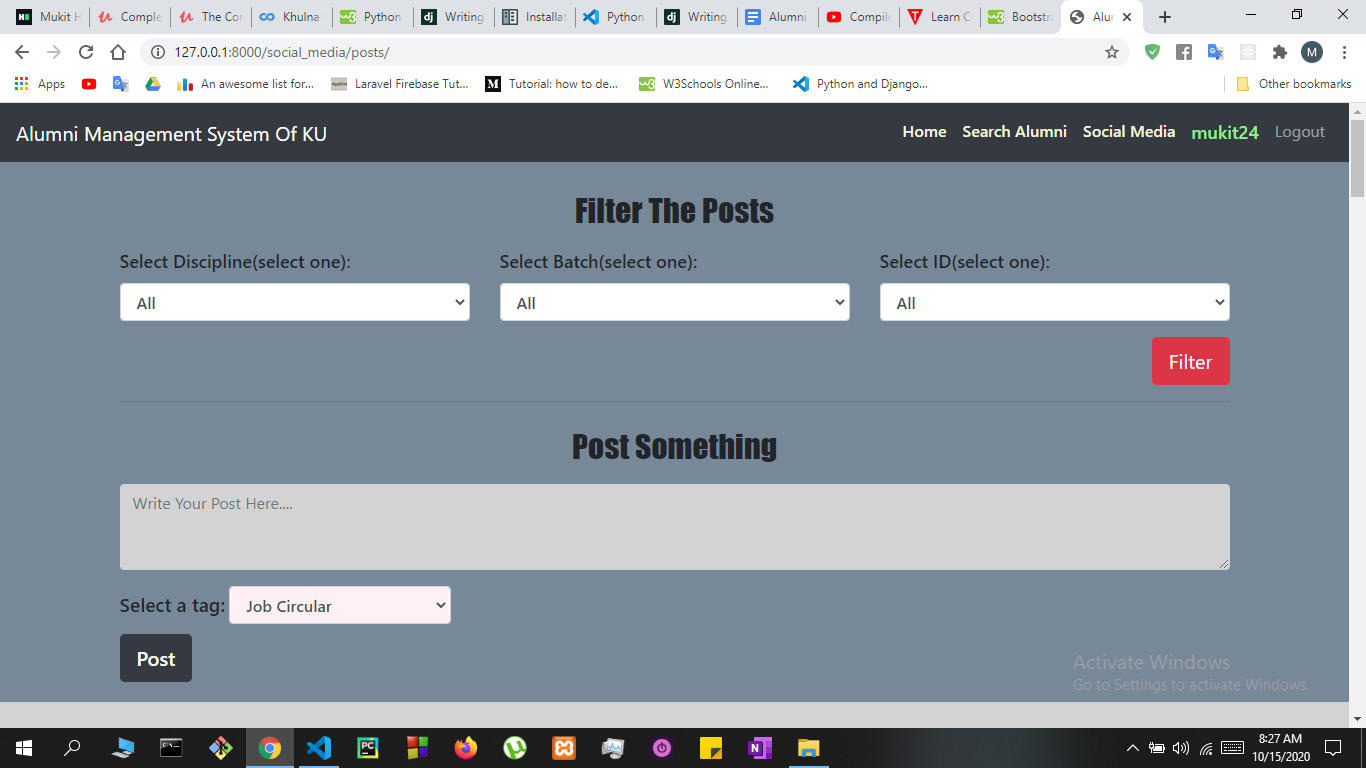 Mukit H
Comple
The Cor
Khulna
Python
Writing
Installat
Python
Writing
Alumni
Compile
Learn C
Bootstra
Alur
127.0.0.1:8000/social_media/posts/
M
Apps
An awesome list for...
Laravel Firebase Tut...
Tutorial: how to de...
W3Schools Online...
Python and Django...
Other bookmarks
Alumni Management System Of KU
Home
Search Alumni
Social Media
mukit24
Logout
Filter The Posts
Select Discipline(select one):
Select Batch(select one):
Select ID(select one):
All
All
All
Filter
Post Something
Write Your Post Here....
Select a tag:
Job Circular
Post
Activate Windows
Go to Settings to activate Windows.
8:27 AM
10/15/2020